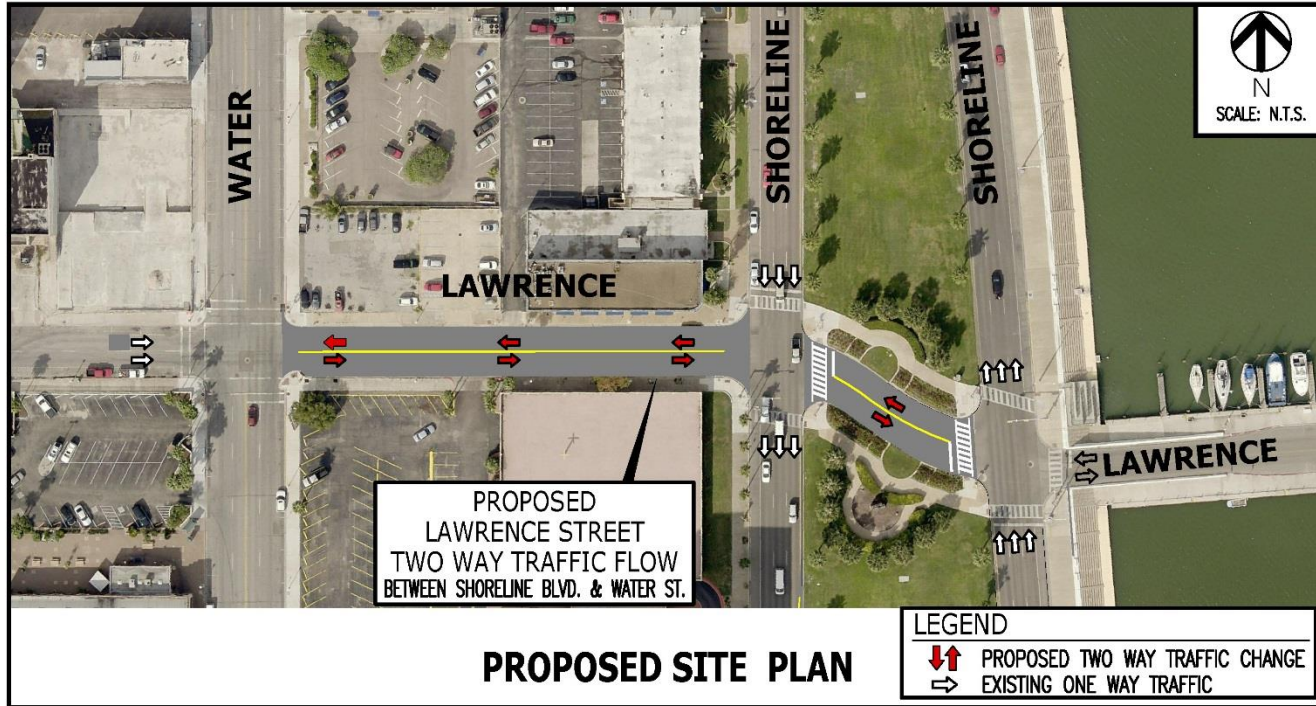 WATER
SHORELINE
SHORELINE
N
SCALE: N.T.S.
LAWRENCE
LAWRENCE
PROPOSED
LAWRENCE STREET
TWO WAY TRAFFIC FLOW
BETWEEN SHORELINE BLVD. & WATER ST.
PROPOSED SITE PLAN
LEGEND
PROPOSED TWO WAY TRAFFIC CHANGE
EXISTING ONE WAY TRAFFIC